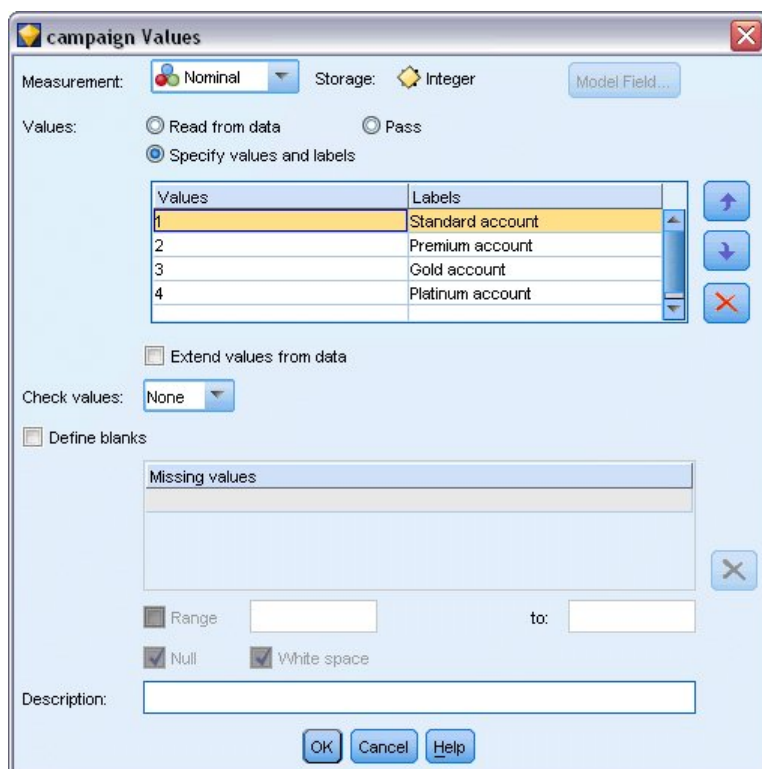 campaign Values
Measurement: Nominal Storage: Integer Model Field...
Values: Read from data Pass
Specify values and labels
Values Labels
1 Standard account
2 Premium account
3 Gold account
4 Platinum account
Extend values from data
Check values: None
Define blanks
Missing values
Range to:
Null White space
Description:
OK Cancel Help